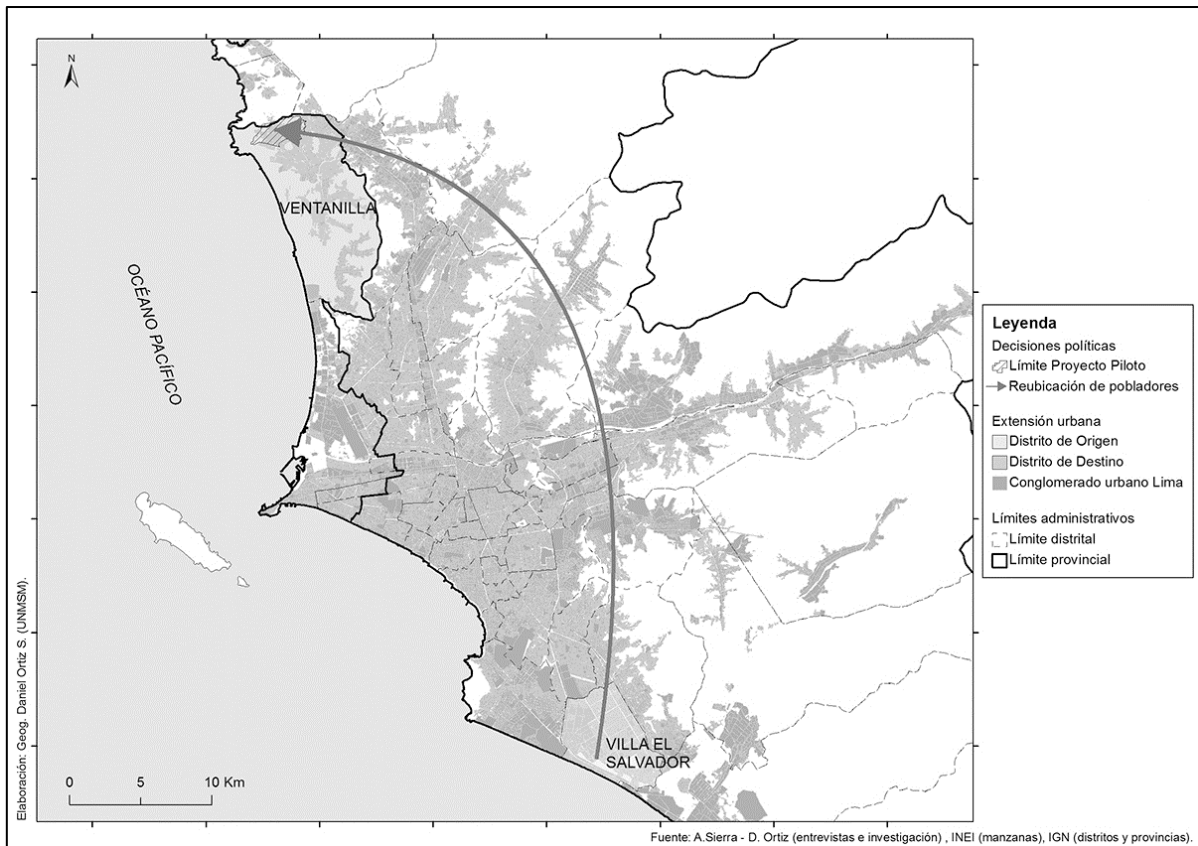 N
VENTANILLA
OCÉANO PACÍFICO
VILLA EL
SALVADOR
0 5 10 Km
Leyenda
Decisiones políticas
Límite Proyecto Piloto
Reubicación de pobladores
Extensión urbana
Distrito de Origen
Distrito de Destino
Conglomerado urbano Lima
Límites administrativos
Límite distrital
Límite provincial
Elaboración: Geog. Daniel Ortiz S. (UNMSM).
Fuente: A.Sierra - D. Ortiz (entrevistas e investigación) , INEI (manzanas), IGN (distritos y provincias).